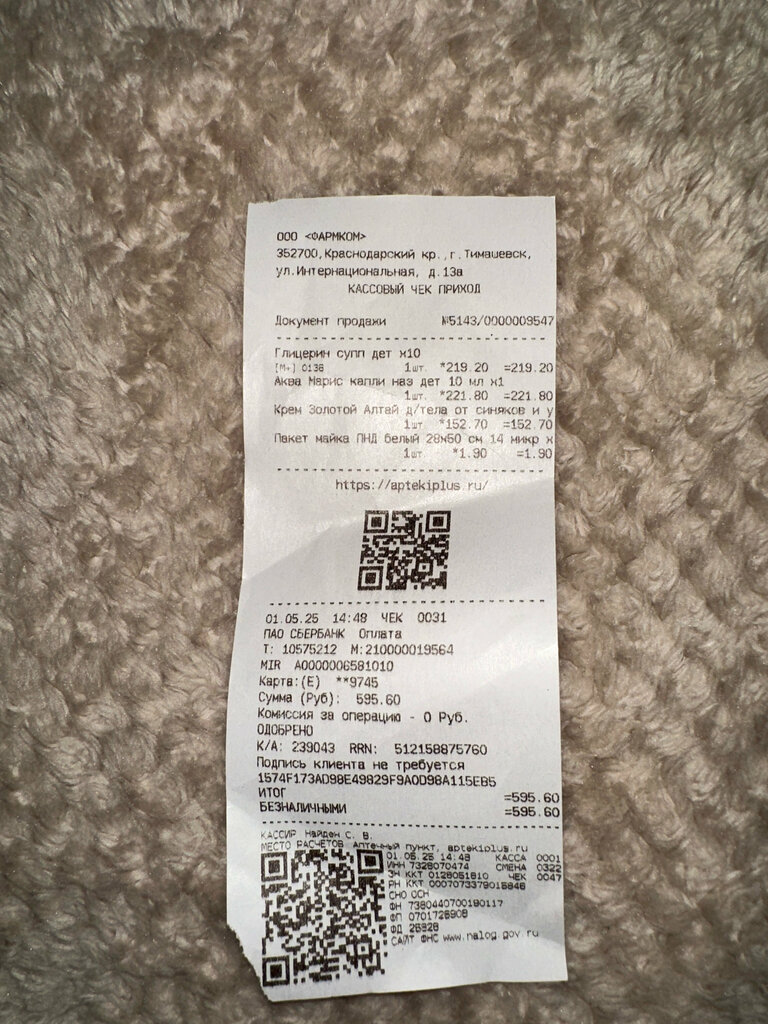 ООО <ФАРМКОМ>
352700,Краснодарский кр.,г.Тимашевск,
ул.Интернациональная, д.13а
КАССОВЫЙ ЧЕК ПРИХОД
Документ продажи №5143/0000009547
Глицерин супп дет x10
[М+] 0138 1шт. *219.20 =219.20
Аква Марис капли наз дет 10 мл x1
1шт. *221.80 =221.80
Крем Золотой Алтай д/тела от синяков и у
1шт *152.70 =152.70
Пакет майка ПНД белый 28x50 см 14 микр x
1шт *1.90 =1.90
https://aptekiplus.ru/
01.05.25 14:48 ЧЕК 0031
ПАО СБЕРБАНК Оплата
Т: 10575212 М:210000019564
MIR A0000006581010
Карта:(E) **9745
Сумма (Руб): 595.60
Комиссия за операцию - 0 Руб.
ОДОБРЕНО
К/А: 239043 RRN: 512158875760
Подпись клиента не требуется
1574F173AD98E49829F9A0D98A115EB5
ИТОГ =595.60
БЕЗНАЛИЧНЫМИ =595.60
КАССИР Найден С. В.
МЕСТО РАСЧЕТОВ Аптечный пункт, aptekiplus.ru
01.05.25 14:48 КАССА 0001
ИНН 7328070474 СМЕНА 0322
ЗН ККТ 0128051810 ЧЕК 0047
РН ККТ 0007073379015846
СНО ОСН
ФН 7380440700190117
ФП 0701726908
ФД 26828
САЙТ ФНС www.nalog.gov.ru